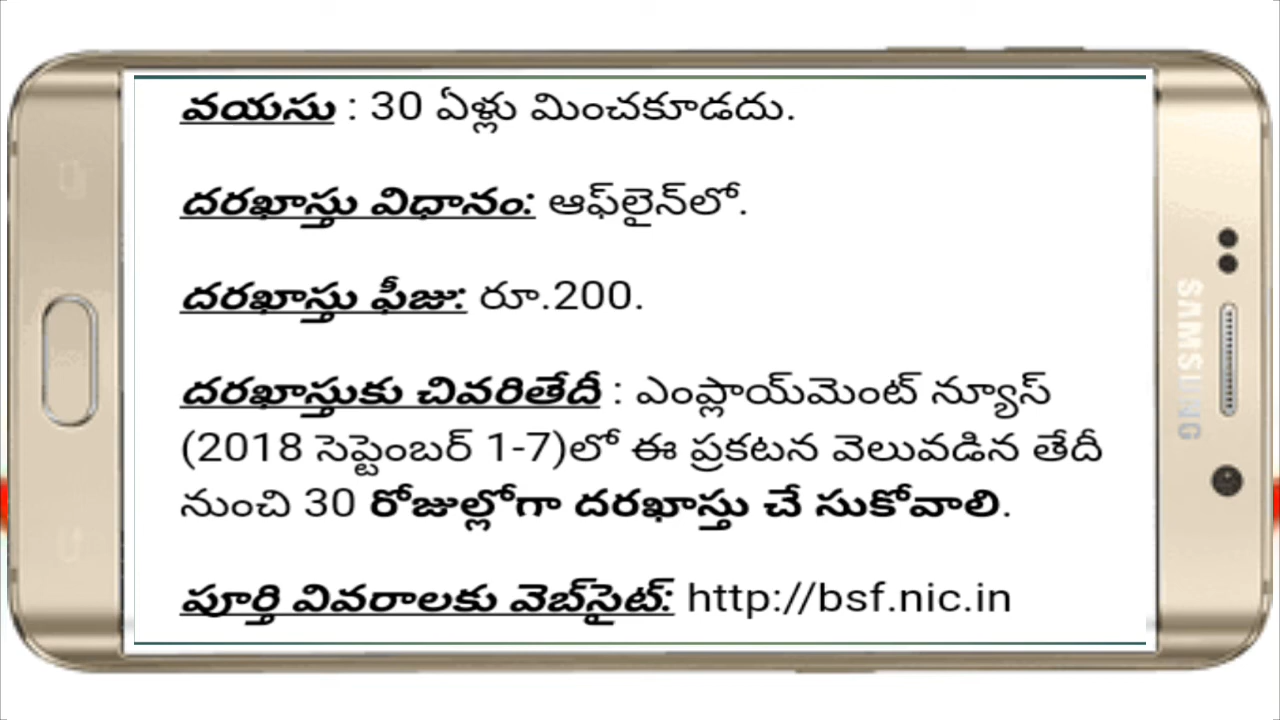 వయసు : 30 ఏళ్లు మించకూడదు.
దరఖాస్తు విధానం: ఆఫ్‌లైన్‌లో.
దరఖాస్తు ఫీజు: రూ.200.
దరఖాస్తుకు చివరితేదీ : ఎంప్లాయ్‌మెంట్ న్యూస్
(2018 సెప్టెంబర్ 1-7)లో ఈ ప్రకటన వెలువడిన తేదీ
నుంచి 30 రోజుల్లోగా దరఖాస్తు చే సుకోవాలి.
పూర్తి వివరాలకు వెబ్‌సైట్: http://bsf.nic.in
SAMSUNG